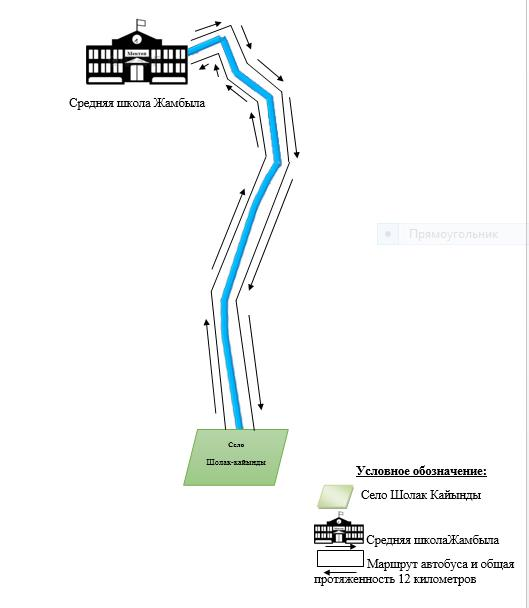 Мектеп
Средняя школа Жамбыла
Прямоугольник
Село
Шолак-кайынды
Условное обозначение:
Село Шолак Кайынды
Средняя школаЖамбыла
Маршрут автобуса и общая
протяженность 12 километров